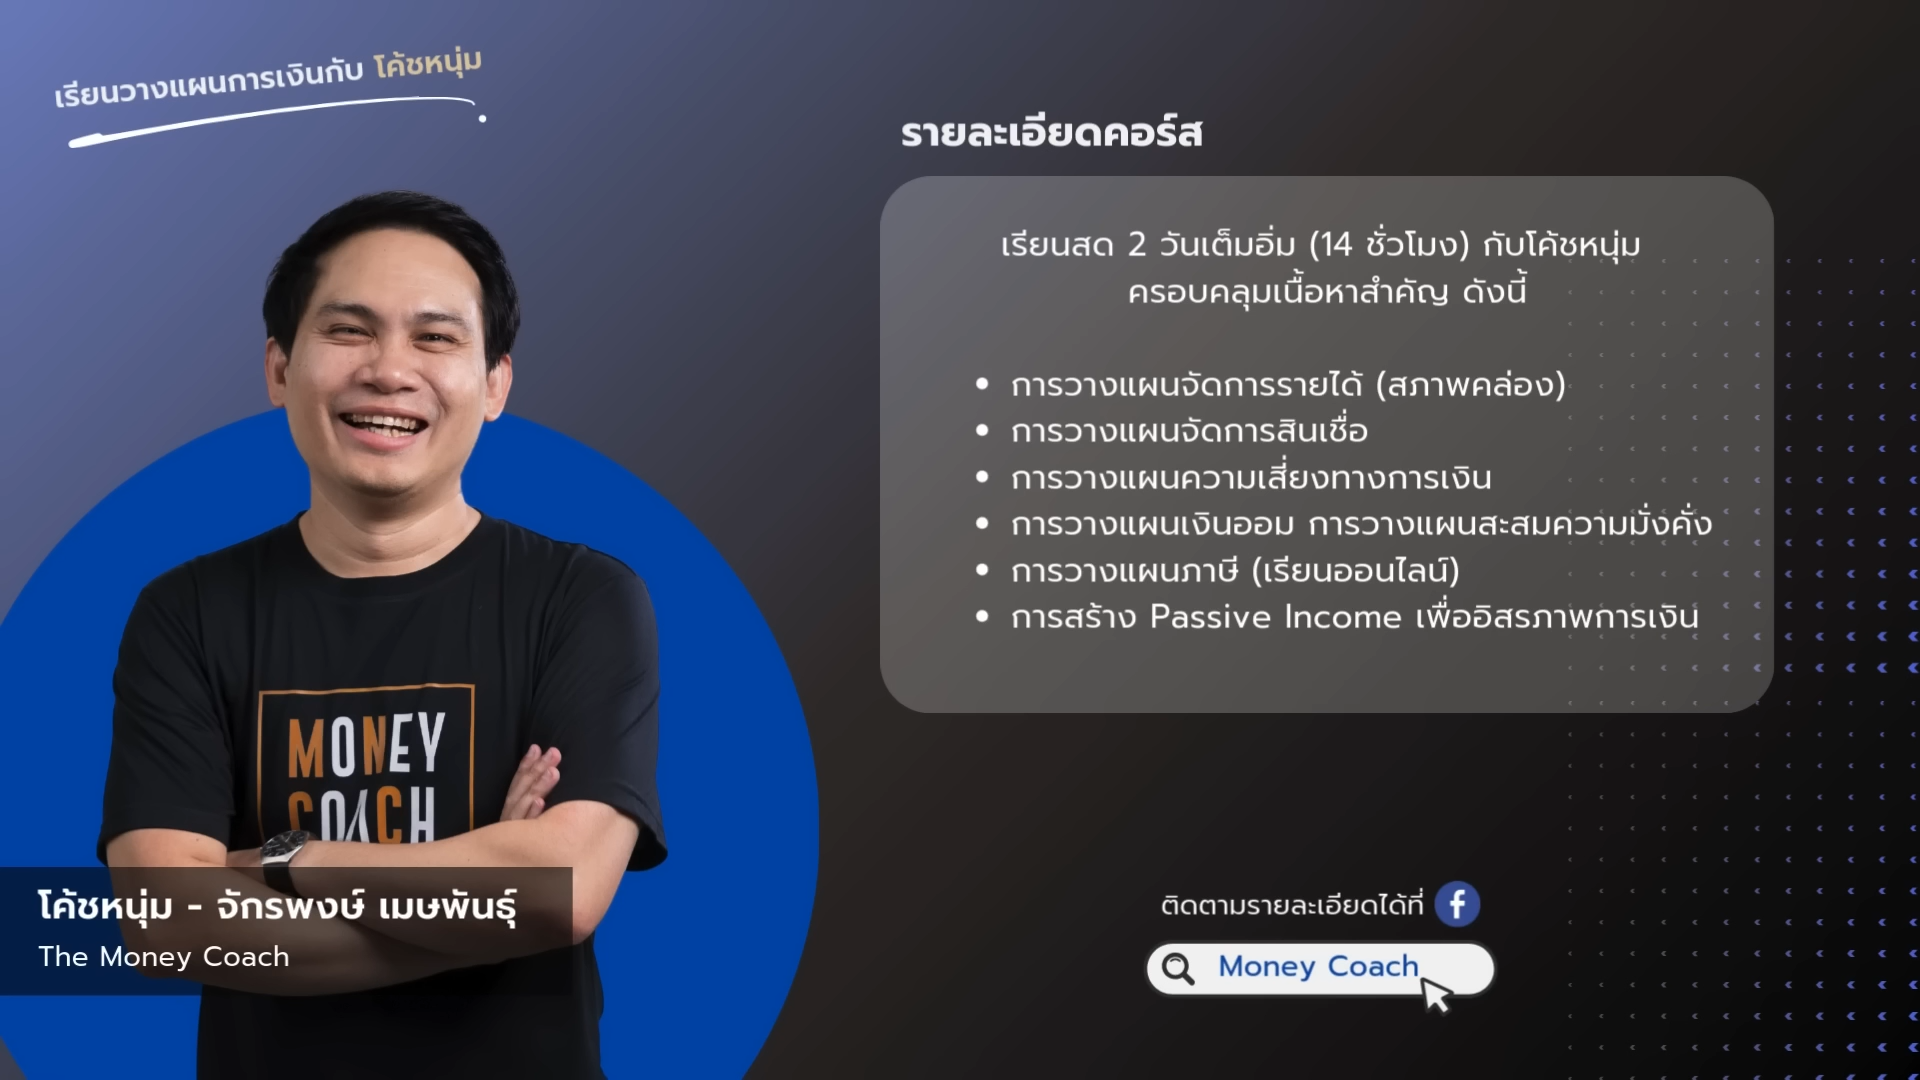 เรียนวางแผนการเงินกับ โค้ชหนุ่ม
รายละเอียดคอร์ส
เรียนสด 2 วันเต็มอิ่ม (14 ชั่วโมง) กับโค้ชหนุ่ม
ครอบคลุมเนื้อหาสำคัญ ดังนี้
• การวางแผนจัดการรายได้ (สภาพคล่อง)
• การวางแผนจัดการสินเชื่อ
• การวางแผนความเสี่ยงทางการเงิน
• การวางแผนเงินออม การวางแผนสะสมความมั่งคั่ง
• การวางแผนภาษี (เรียนออนไลน์)
• การสร้าง Passive Income เพื่ออิสรภาพการเงิน
MONEY
COACH
โค้ชหนุ่ม - จักรพงษ์ เมษพันธุ์
The Money Coach
ติดตามรายละเอียดได้ที่ f
Money Coach